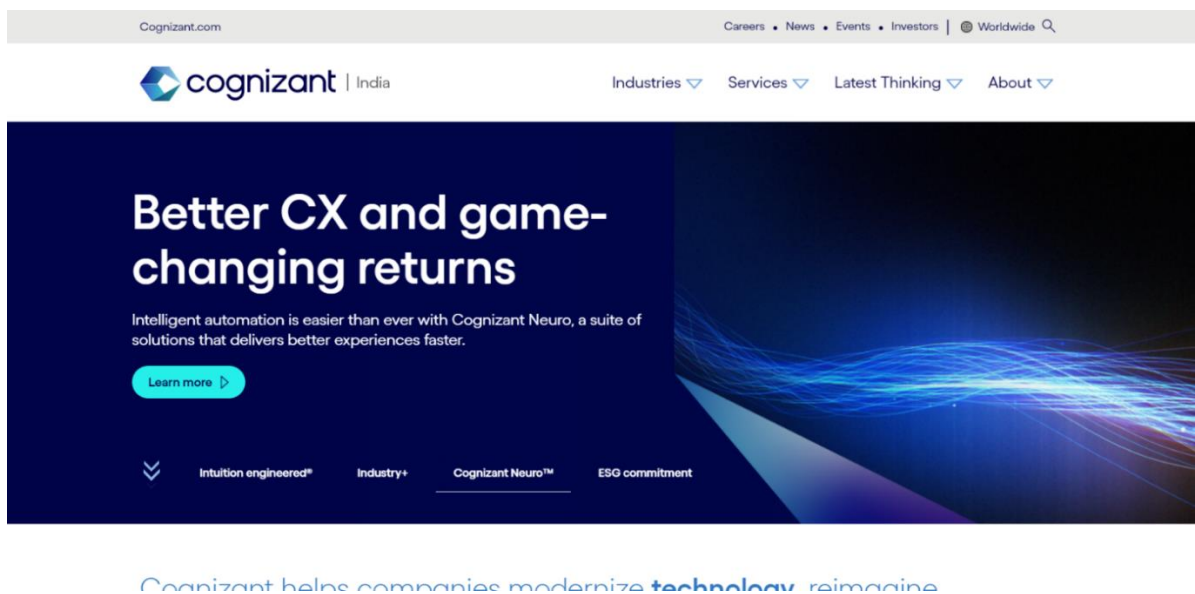 Cognizant.com Careers • News • Events • Investors | Worldwide
cognizant | India Industries Services Latest Thinking About
Better CX and game-
changing returns
Intelligent automation is easier than ever with Cognizant Neuro, a suite of
solutions that delivers better experiences faster.
Learn more
Intuition engineered® Industry+ Cognizant Neuro™ ESG commitment
Cognizant helps companies modernize technology, reimagine